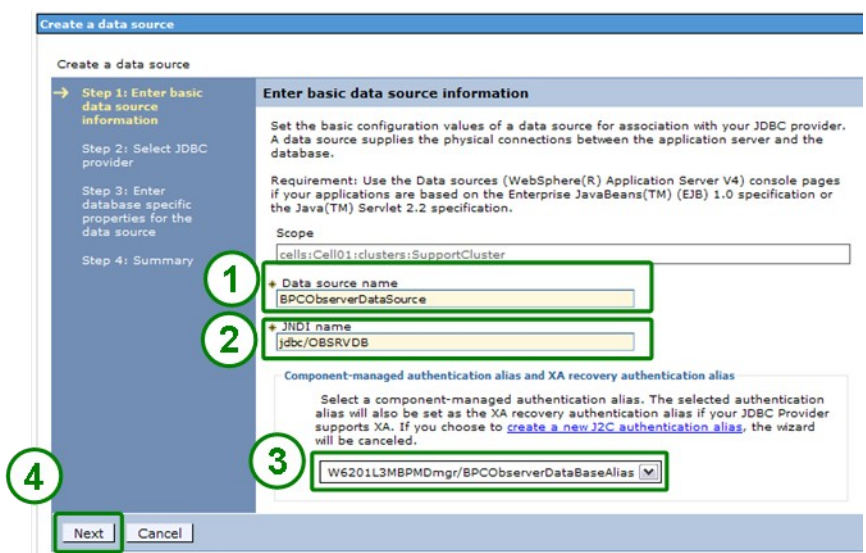 Create a data source
Create a data source
Step 1: Enter basic
data source
information
Step 2: Select JDBC
provider
Step 3: Enter
database specific
properties for the
data source
Step 4: Summary
Enter basic data source information
Set the basic configuration values of a data source for association with your JDBC provider.
A data source supplies the physical connections between the application server and the
database.
Requirement: Use the Data sources (WebSphere(R) Application Server V4) console pages
if your applications are based on the Enterprise JavaBeans(TM) (EJB) 1.0 specification or
the Java(TM) Servlet 2.2 specification.
Scope
cells:Cell01:clusters:SupportCluster
1
Data source name
BPCObserverDataSource
2
JNDI name
jdbc/OBSRVDB
Component-managed authentication alias and XA recovery authentication alias
Select a component-managed authentication alias. The selected authentication
alias will also be set as the XA recovery authentication alias if your JDBC Provider
supports XA. If you choose to create a new J2C authentication alias, the wizard
will be canceled.
3
W6201L3MBPMDmgr/BPCObserverDataBaseAlias
4
Next Cancel